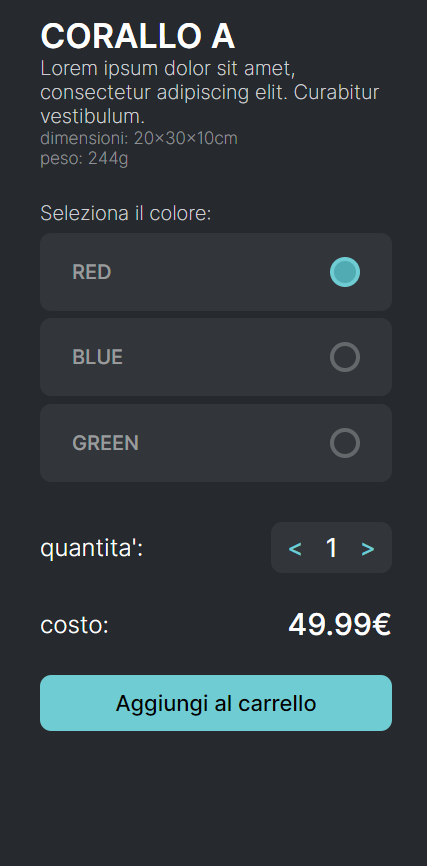 CORALLO A
Lorem ipsum dolor sit amet,
consectetur adipiscing elit. Curabitur
vestibulum.
dimensioni: 20×30×10cm
peso: 244g
Seleziona il colore:
RED
BLUE
GREEN
quantita': < 1 >
costo: 49.99€
Aggiungi al carrello